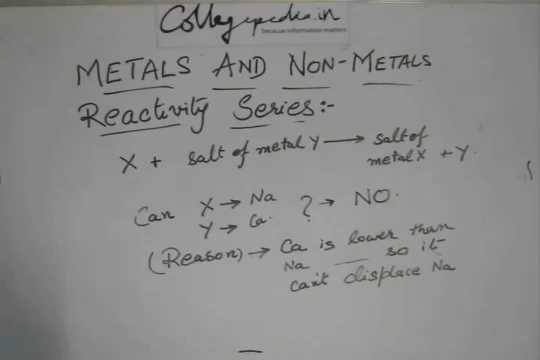 Collegepedia.in
because information matters
METALS AND NON-METALS
Reactivity Series:-
X + salt of metal Y → salt of metal X + Y.
Can X → Na
Y → Ca. ? → NO.
(Reason) → Ca is lower than
Na — so it
can't displace Na